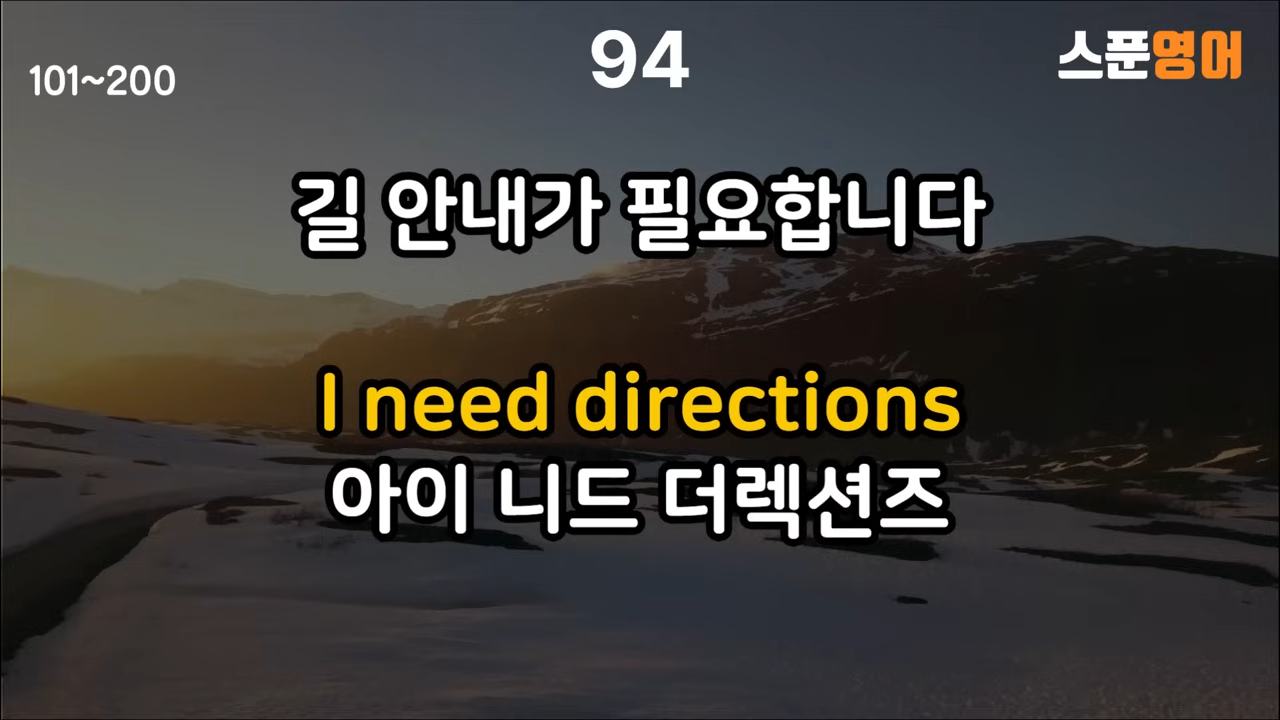 101~200
94
스푼영어
길 안내가 필요합니다
I need directions
아이 니드 더렉션즈